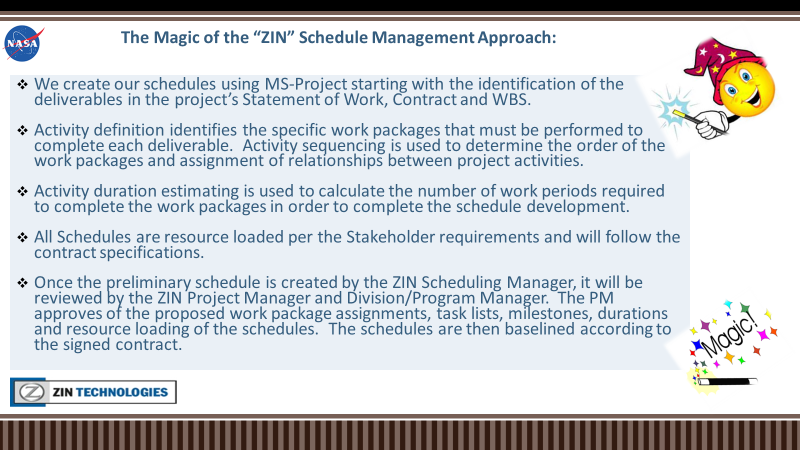 NASA
The Magic of the “ZIN” Schedule Management Approach:
❖ We create our schedules using MS-Project starting with the identification of the
deliverables in the project’s Statement of Work, Contract and WBS.
❖ Activity definition identifies the specific work packages that must be performed to
complete each deliverable. Activity sequencing is used to determine the order of the
work packages and assignment of relationships between project activities.
❖ Activity duration estimating is used to calculate the number of work periods required
to complete the work packages in order to complete the schedule development.
❖ All Schedules are resource loaded per the Stakeholder requirements and will follow the
contract specifications.
❖ Once the preliminary schedule is created by the ZIN Scheduling Manager, it will be
reviewed by the ZIN Project Manager and Division/Program Manager. The PM
approves of the proposed work package assignments, task lists, milestones, durations
and resource loading of the schedules. The schedules are then baselined according to
the signed contract.
Magic!
ZIN TECHNOLOGIES